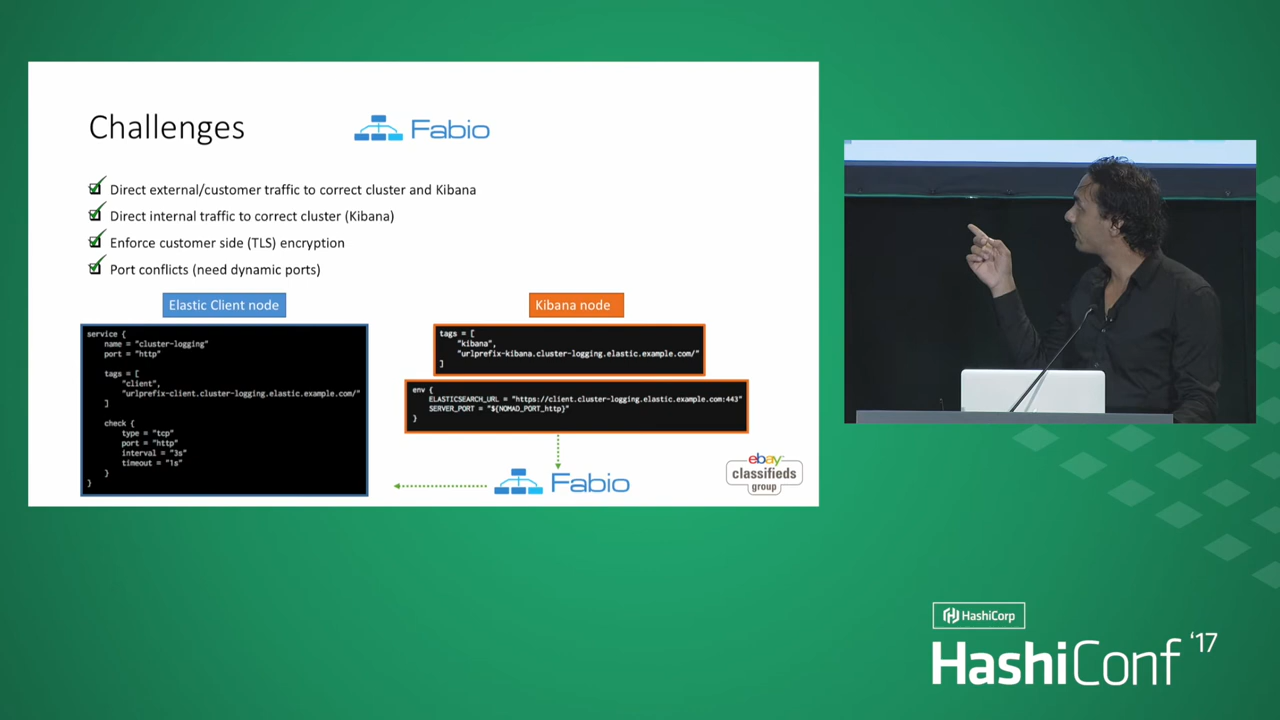 Challenges
Fabio
Direct external/customer traffic to correct cluster and Kibana
Direct internal traffic to correct cluster (Kibana)
Enforce customer side (TLS) encryption
Port conflicts (need dynamic ports)
Elastic Client node
service {
name = "cluster-logging"
port = "http"
tags = [
"client",
"urlprefix-client.cluster-logging.elastic.example.com/"
]
check {
type = "tcp"
port = "http"
interval = "3s"
timeout = "1s"
}
}
Kibana node
tags = [
"kibana",
"urlprefix-kibana.cluster-logging.elastic.example.com/"
]
env {
ELASTICSEARCH_URL = "https://client.cluster-logging.elastic.example.com:443"
SERVER_PORT = "${NOMAD_PORT_http}"
}
Fabio
ebay
classifieds
group
HashiCorp
HashiConf '17